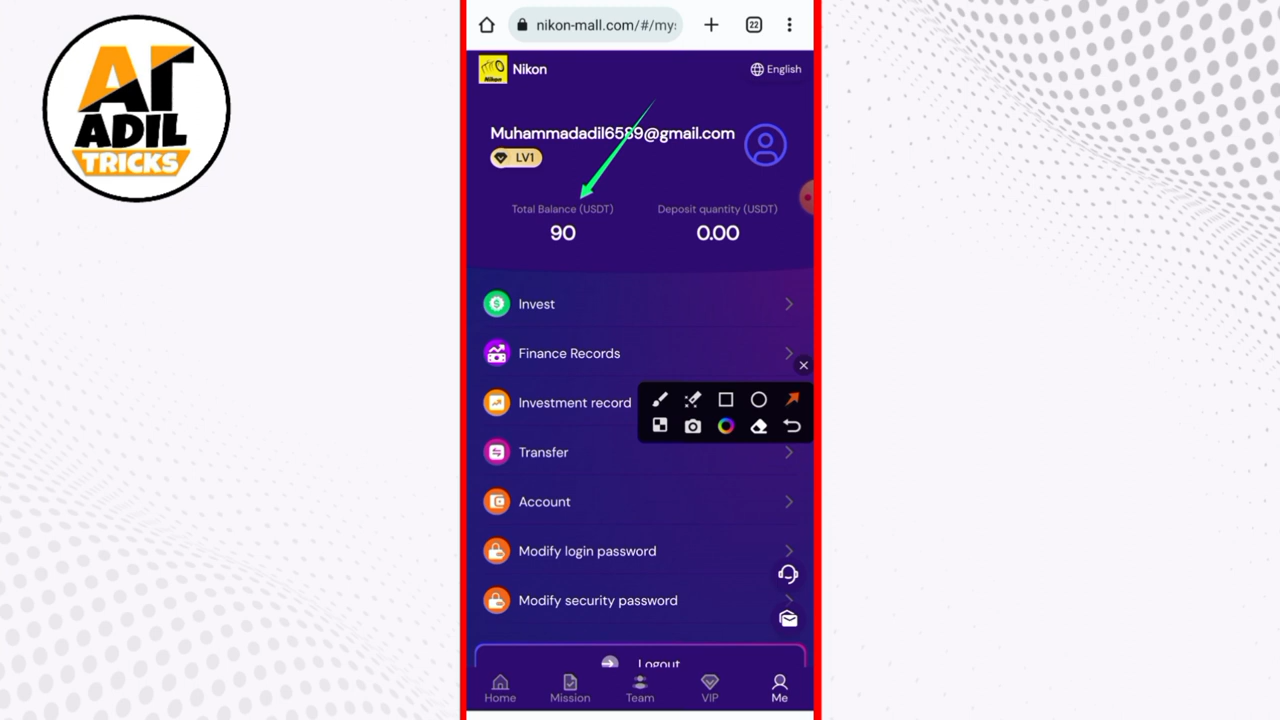 AT
ADIL
TRICKS
nikon-mall.com/#/my
22
Nikon
Nikon
English
Muhammadadil6589@gmail.com
LV1
Total Balance (USDT)
Deposit quantity (USDT)
90
0.00
Invest
Finance Records
Investment record
Transfer
Account
Modify login password
Modify security password
Logout
Home
Mission
Team
VIP
Me